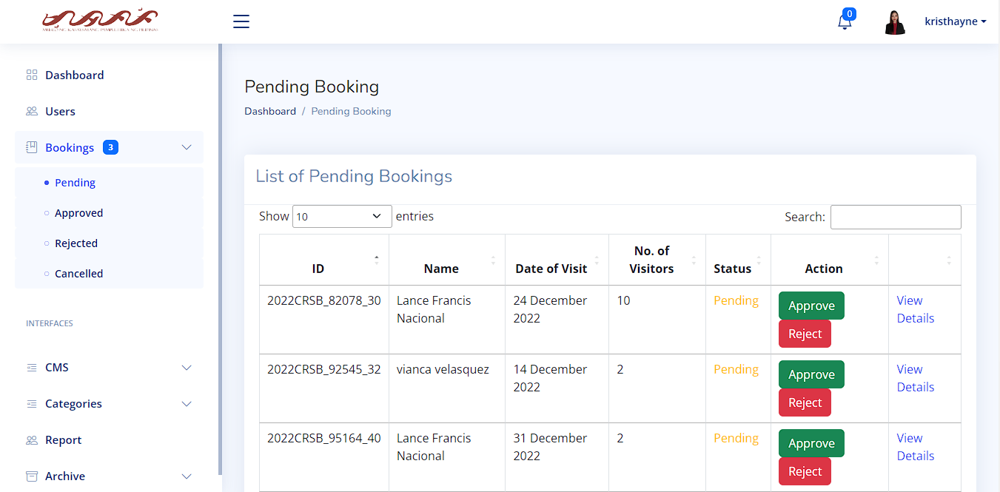 0
kristhayne
Dashboard
Users
Bookings 3
Pending
Approved
Rejected
Cancelled
INTERFACES
CMS
Categories
Report
Archive
Pending Booking
Dashboard / Pending Booking
List of Pending Bookings
Show 10 entries
Search:
ID Name Date of Visit No. of Visitors Status Action
2022CRSB_82078_30 Lance Francis Nacional 24 December 2022 10 Pending Approve Reject View Details
2022CRSB_92545_32 vianca velasquez 14 December 2022 2 Pending Approve Reject View Details
2022CRSB_95164_40 Lance Francis Nacional 31 December 2022 2 Pending Approve Reject View Details